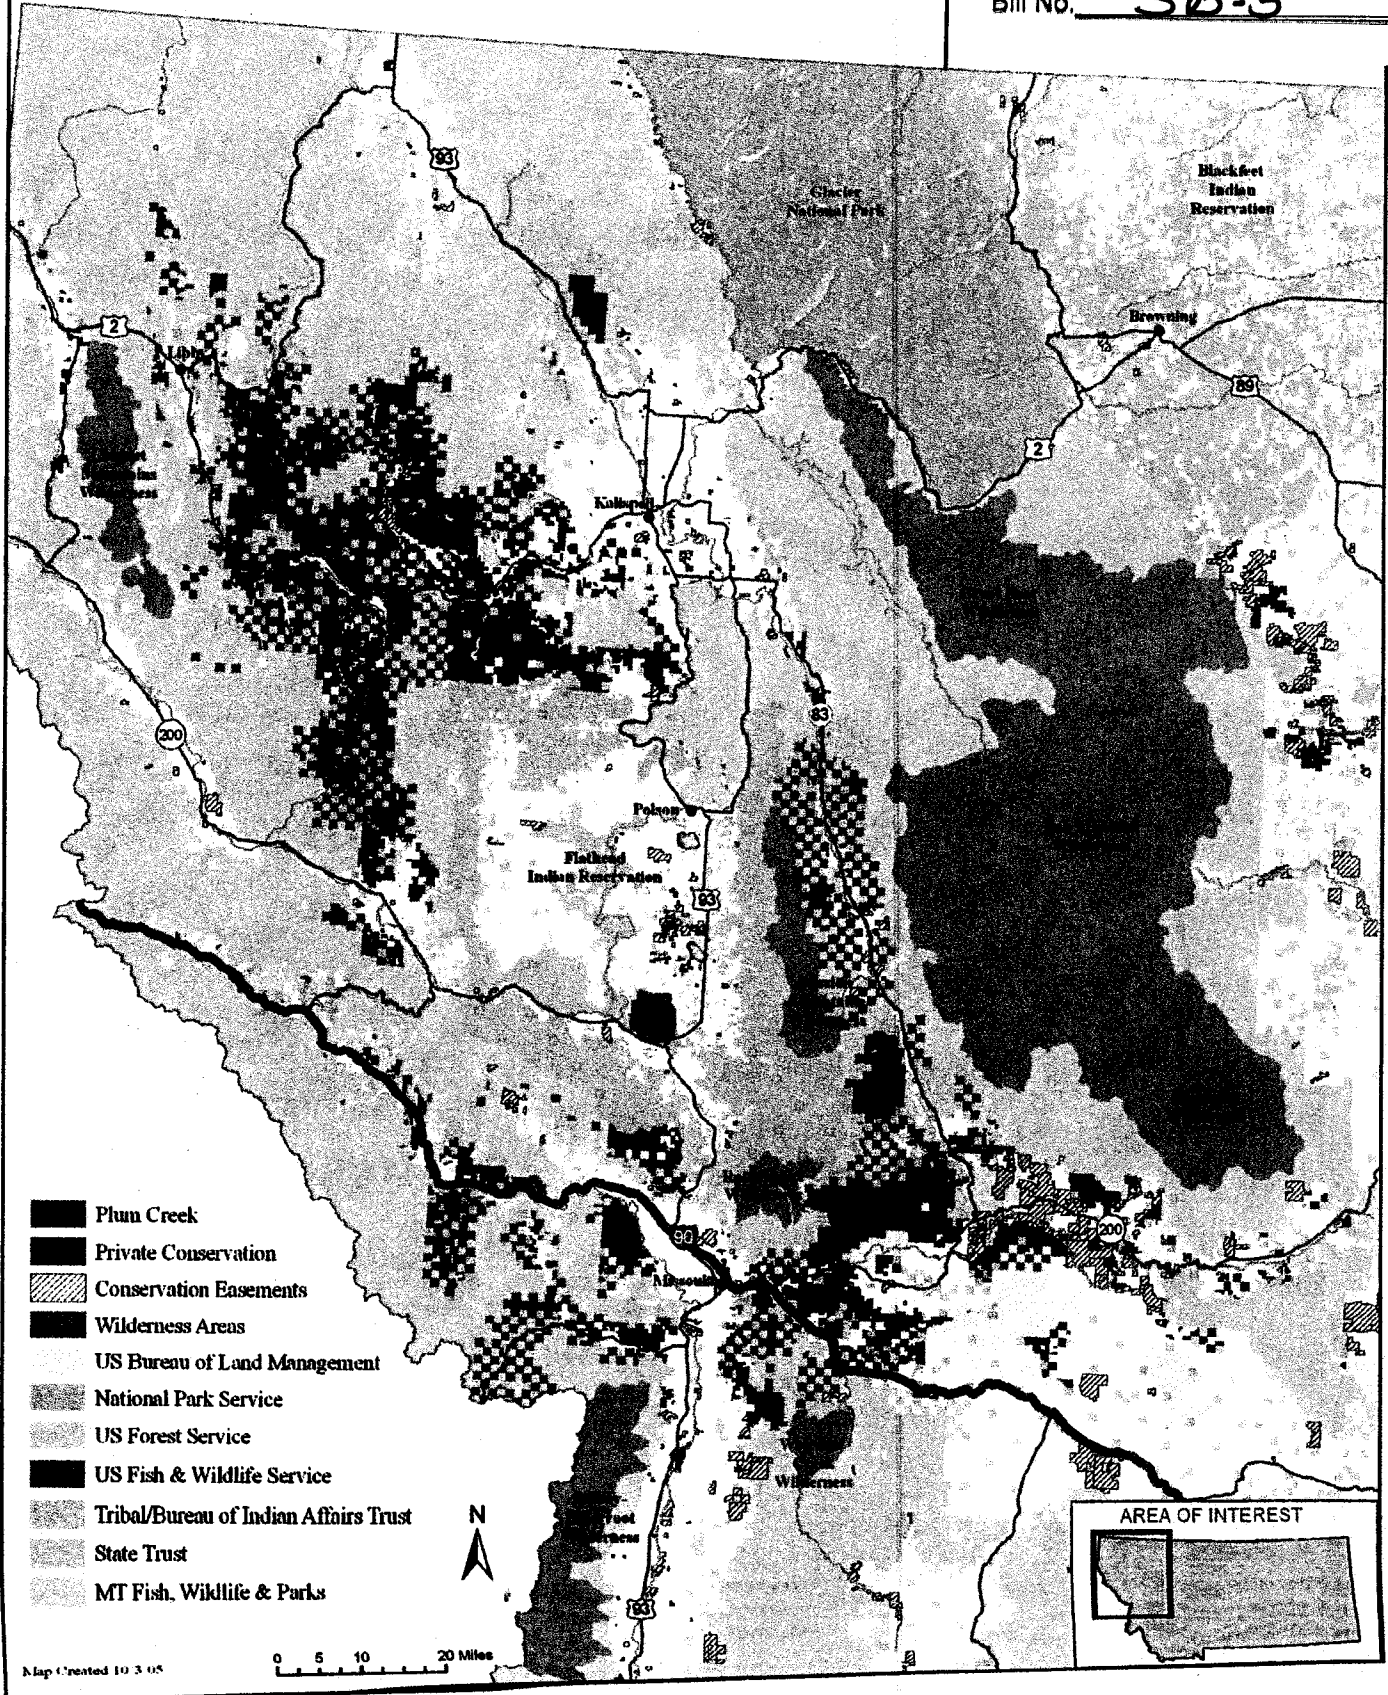 Bill No. SB-3
93
Glacier
National Park
Blackfeet
Indian
Reservation
2
Libby
Browning
89
2
Wilderness
Kalispell
83
200
Polson
Flathead
Indian Reservation
93
Plum Creek
Private Conservation
Conservation Easements
Wilderness Areas
US Bureau of Land Management
National Park Service
US Forest Service
US Fish & Wildlife Service
Tribal/Bureau of Indian Affairs Trust
State Trust
MT Fish, Wildlife & Parks
90
200
Missoula
Wilderness
N
93
AREA OF INTEREST
0 5 10 20 Miles
Map Created 10-3-05